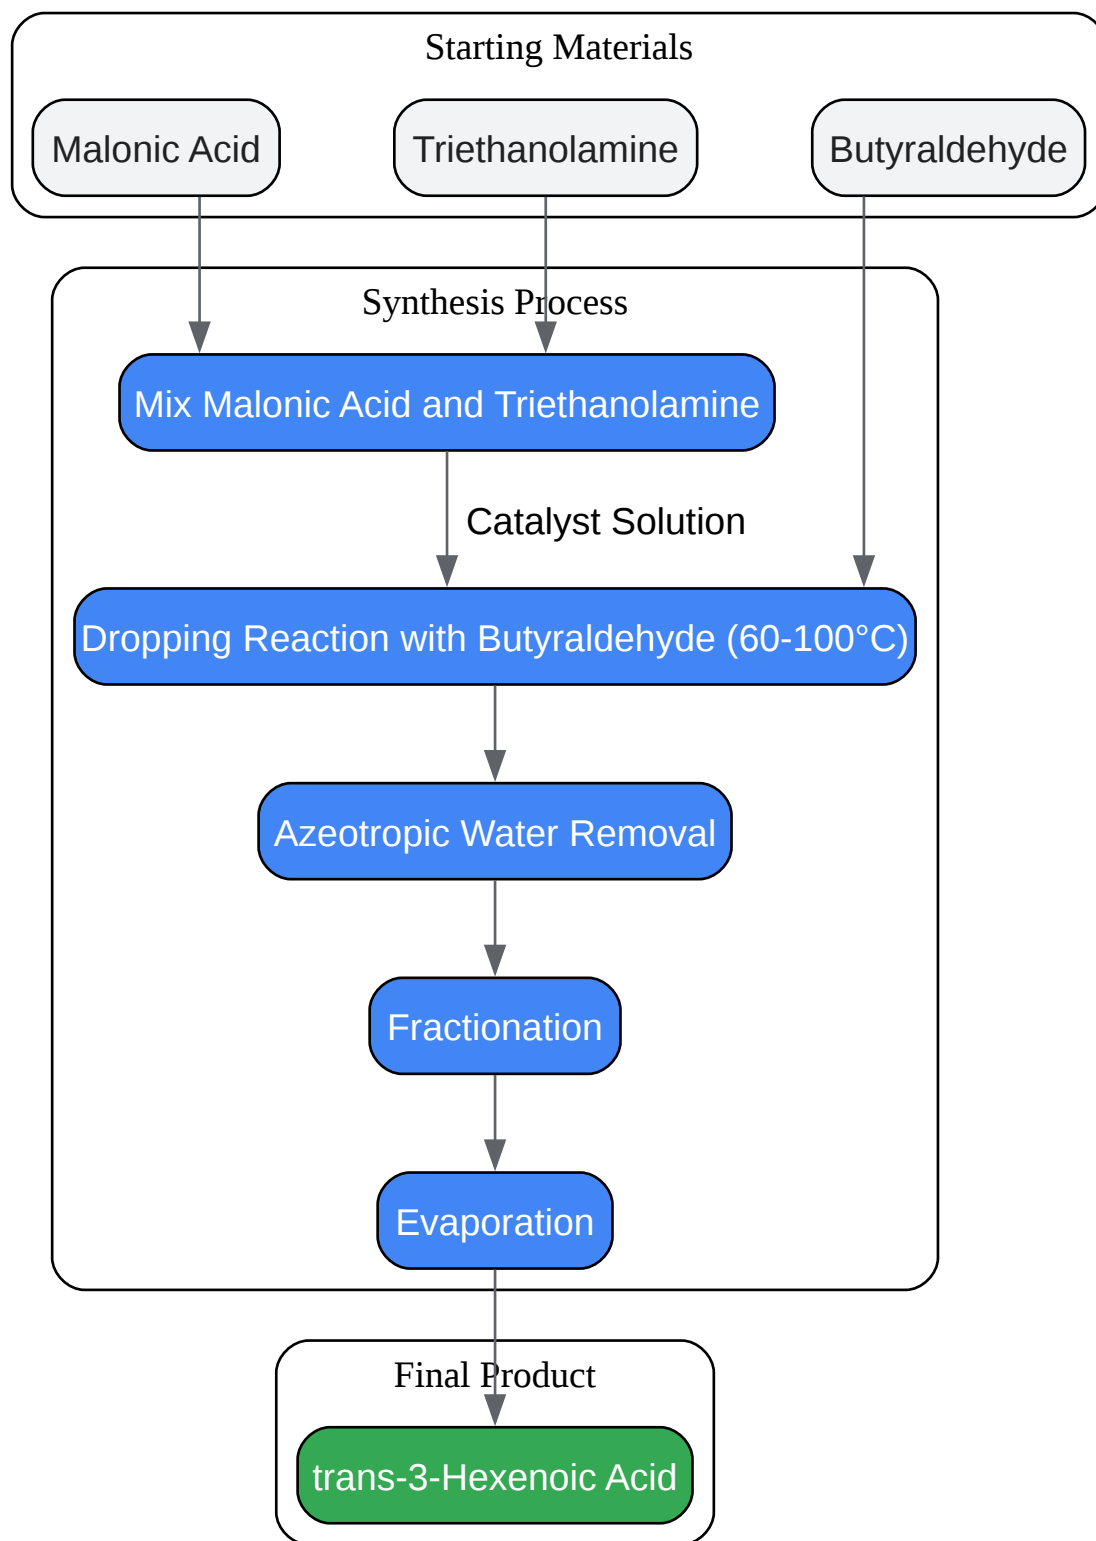 Starting Materials
Malonic Acid
Triethanolamine
Butyraldehyde
Synthesis Process
Mix Malonic Acid and Triethanolamine
Catalyst Solution
Dropping Reaction with Butyraldehyde (60-100°C)
Azeotropic Water Removal
Fractionation
Evaporation
Final Product
trans-3-Hexenoic Acid